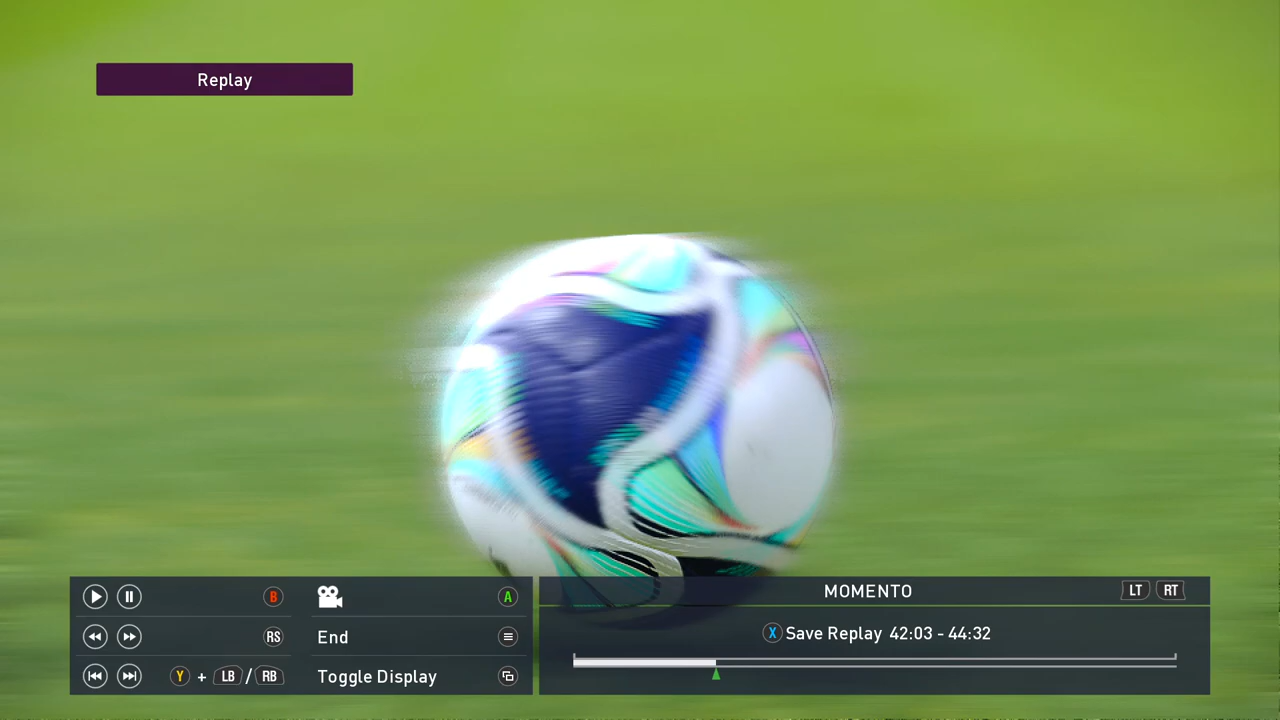 Replay
B
A
RS
End
Y + LB / RB
Toggle Display
MOMENTO
LT RT
X Save Replay 42:03 - 44:32